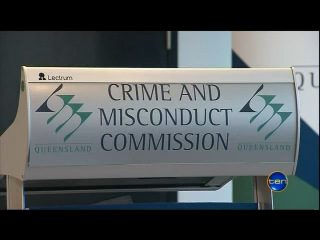 Lectrum
CRIME AND
MISCONDUCT
COMMISSION
QUEENSLAND
QUEENSLAND
ten